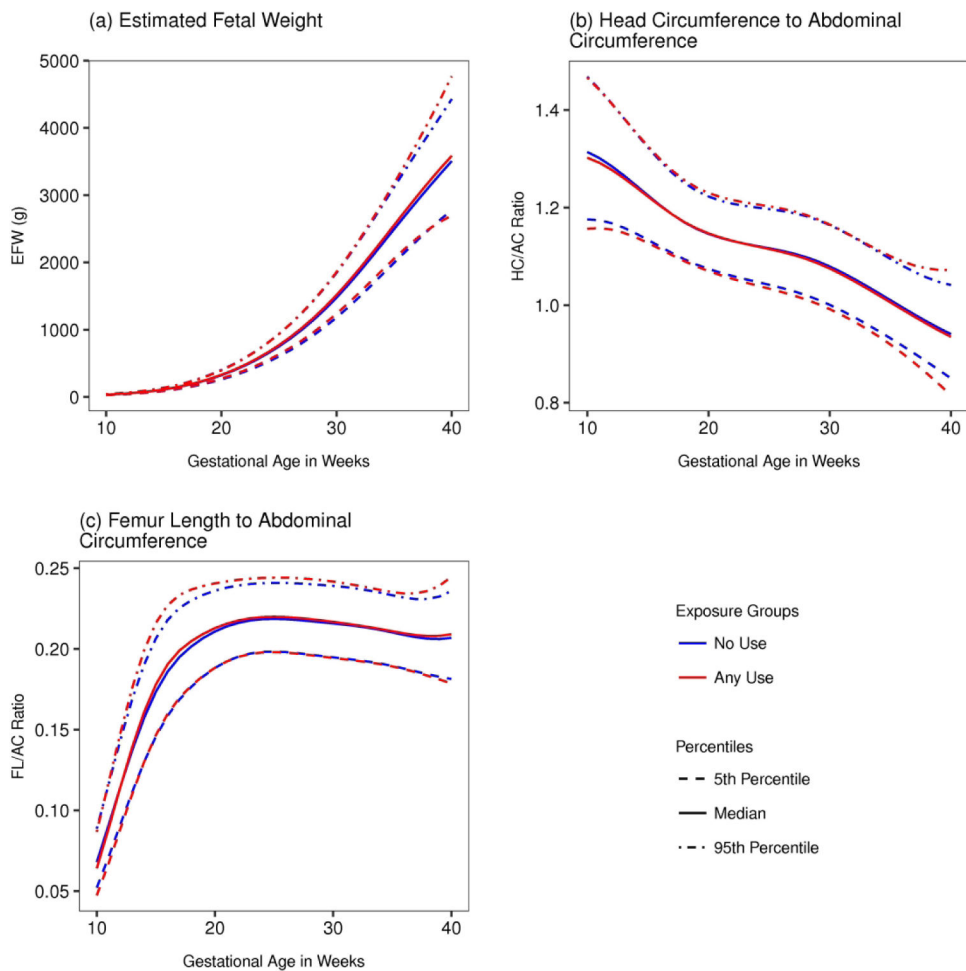 (a) Estimated Fetal Weight
5000
4000
3000
2000
1000
0
EFW (g)
10
20
30
40
Gestational Age in Weeks
(b) Head Circumference to Abdominal
Circumference
1.4
1.2
1.0
0.8
HC/AC Ratio
10
20
30
40
Gestational Age in Weeks
(c) Femur Length to Abdominal
Circumference
0.25
0.20
0.15
0.10
0.05
FL/AC Ratio
10
20
30
40
Gestational Age in Weeks
Exposure Groups
No Use
Any Use
Percentiles
5th Percentile
Median
95th Percentile